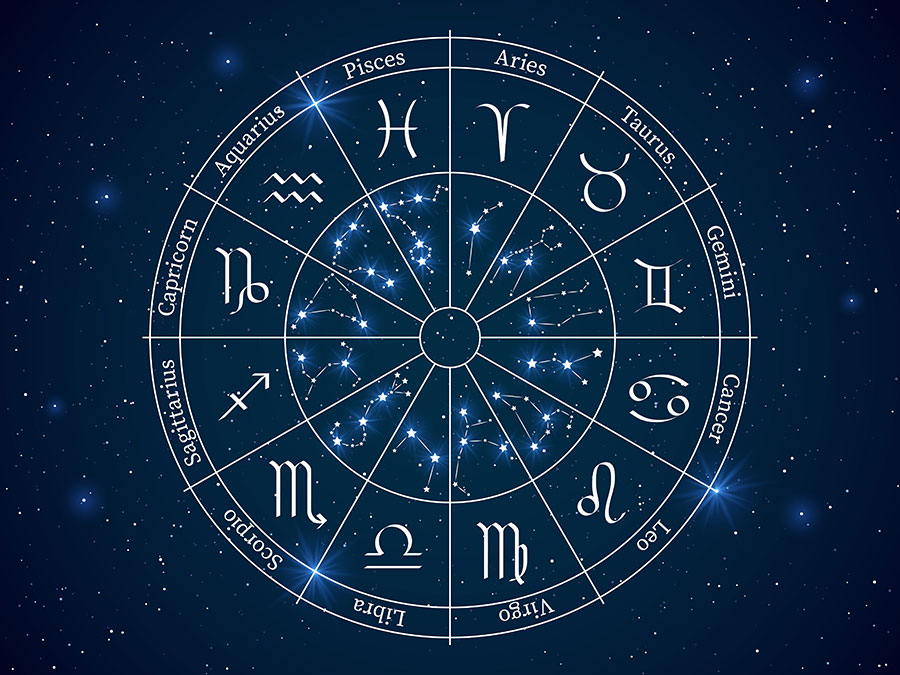 Aries
Taurus
Gemini
Cancer
Leo
Virgo
Libra
Scorpio
Sagittarius
Capricorn
Aquarius
Pisces